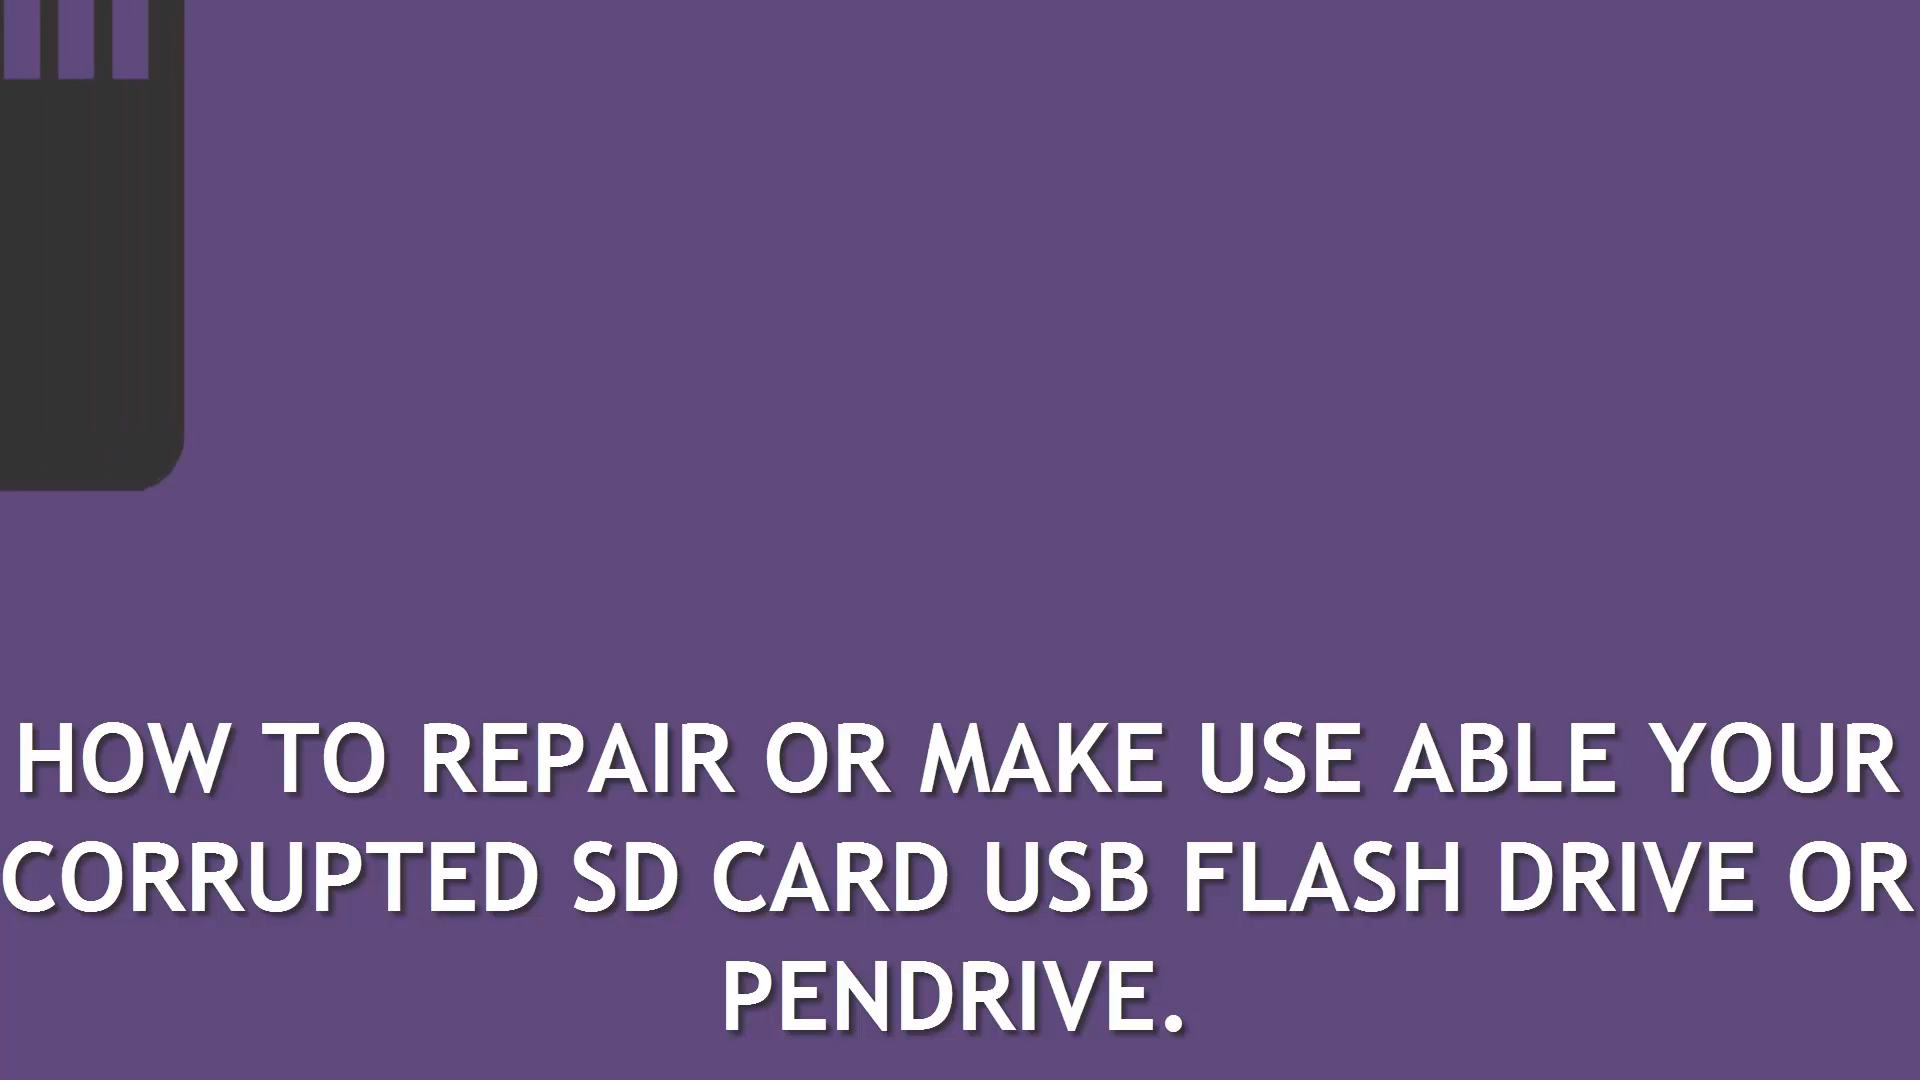 HOW TO REPAIR OR MAKE USE ABLE YOUR
CORRUPTED SD CARD USB FLASH DRIVE OR
PENDRIVE.